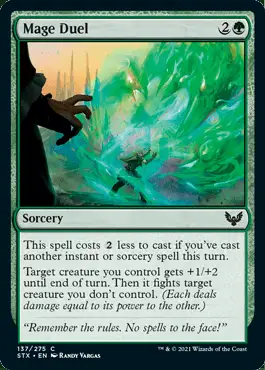 Mage Duel 2
Sorcery
This spell costs 2 less to cast if you've cast
another instant or sorcery spell this turn.
Target creature you control gets +1/+2
until end of turn. Then it fights target
creature you don't control. (Each deals
damage equal to its power to the other.)
"Remember the rules. No spells to the face!"
137/275 C
STX • EN RANDY VARGAS
™ & © 2021 Wizards of the Coast